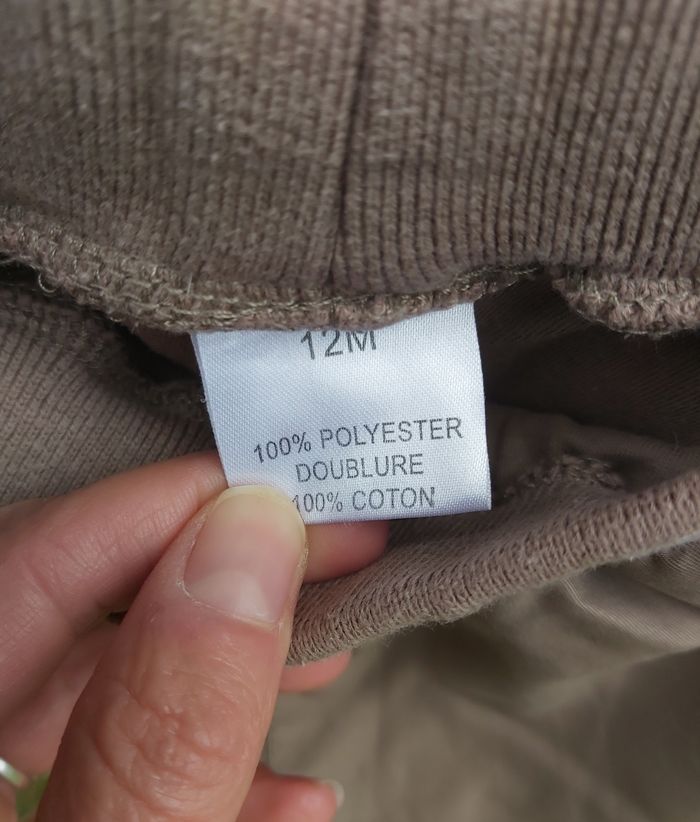 12M
100% POLYESTER
DOUBLURE
100% COTON